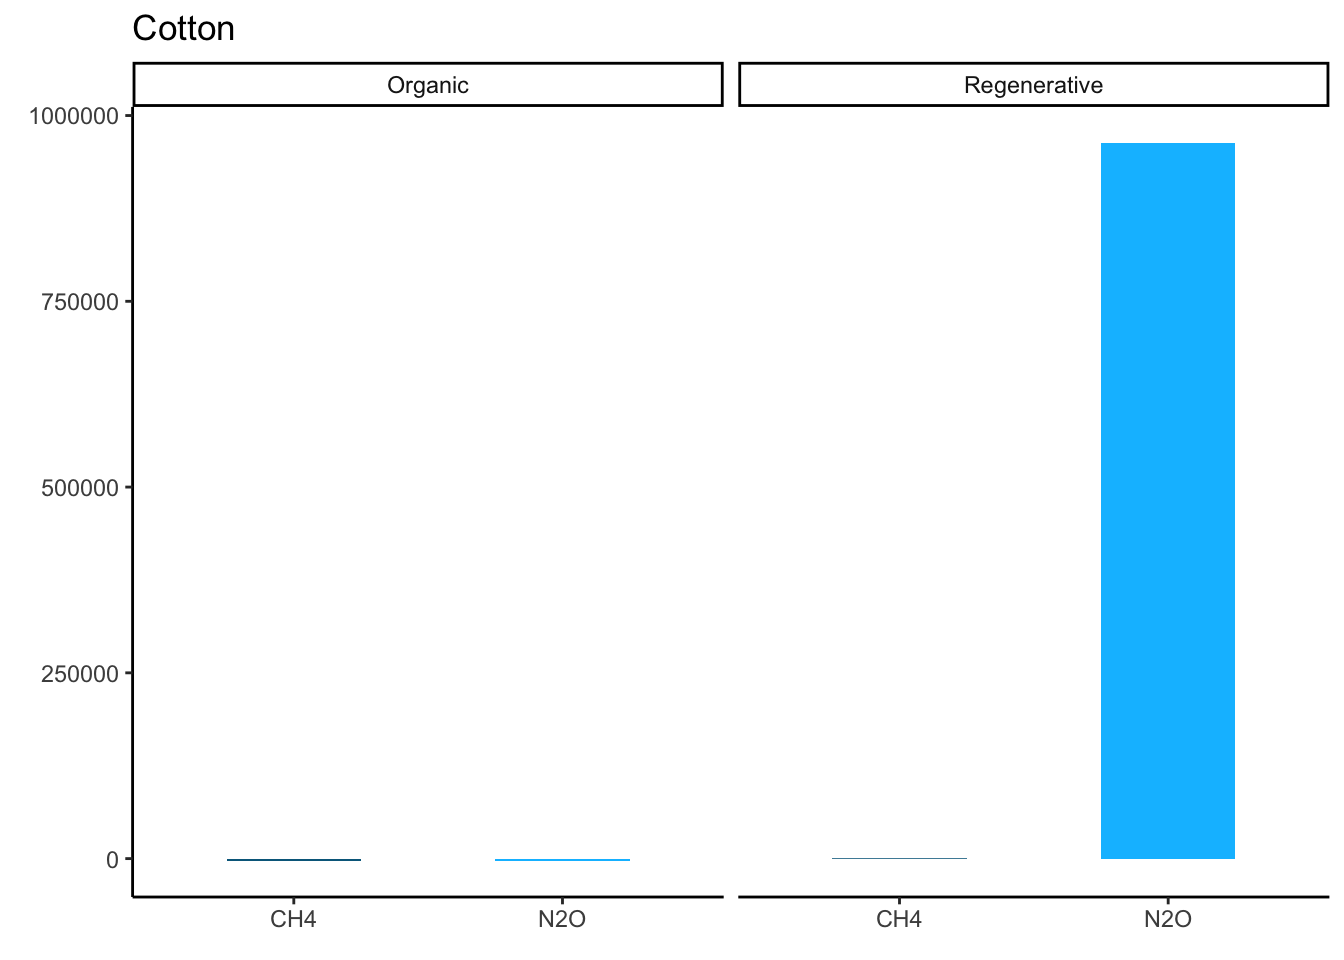 Cotton
Organic
Regenerative
1000000
750000
500000
250000
0
CH4
N2O
CH4
N2O